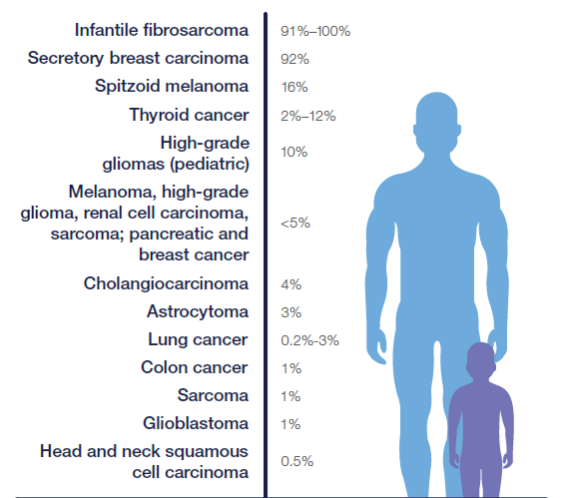 Infantile fibrosarcoma 91%–100%
Secretory breast carcinoma 92%
Spitzoid melanoma 16%
Thyroid cancer 2%–12%
High-grade
gliomas (pediatric) 10%
Melanoma, high-grade
glioma, renal cell carcinoma,
sarcoma; pancreatic and
breast cancer <5%
Cholangiocarcinoma 4%
Astrocytoma 3%
Lung cancer 0.2%-3%
Colon cancer 1%
Sarcoma 1%
Glioblastoma 1%
Head and neck squamous
cell carcinoma 0.5%